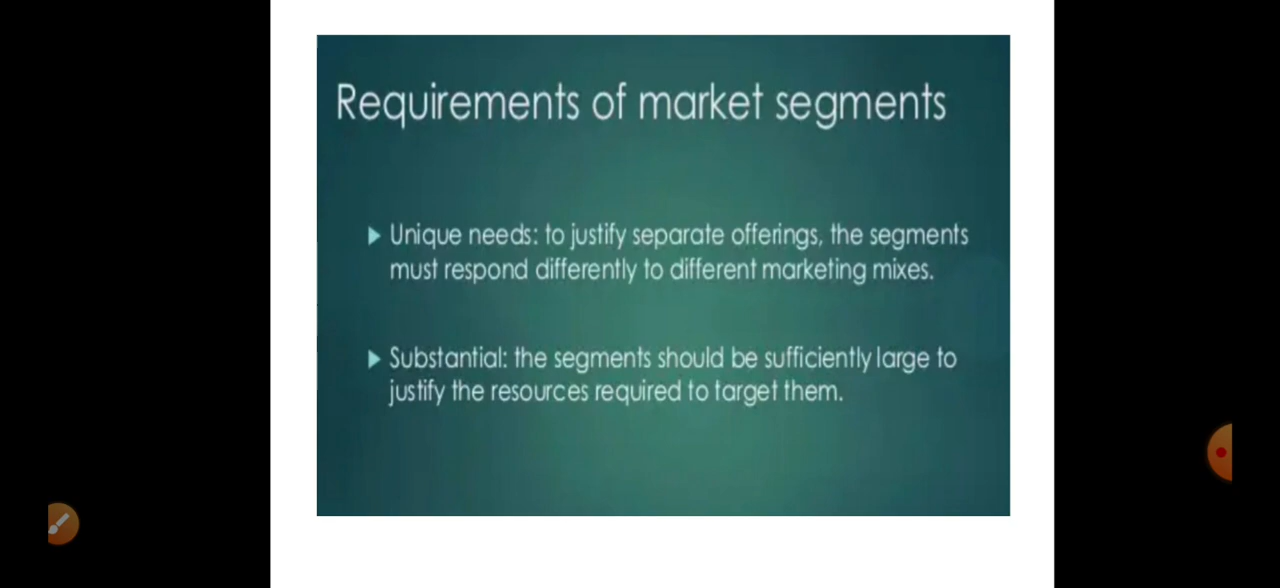 Requirements of market segments
Unique needs: to justify separate offerings, the segments
must respond differently to different marketing mixes.
Substantial: the segments should be sufficiently large to
justify the resources required to target them.